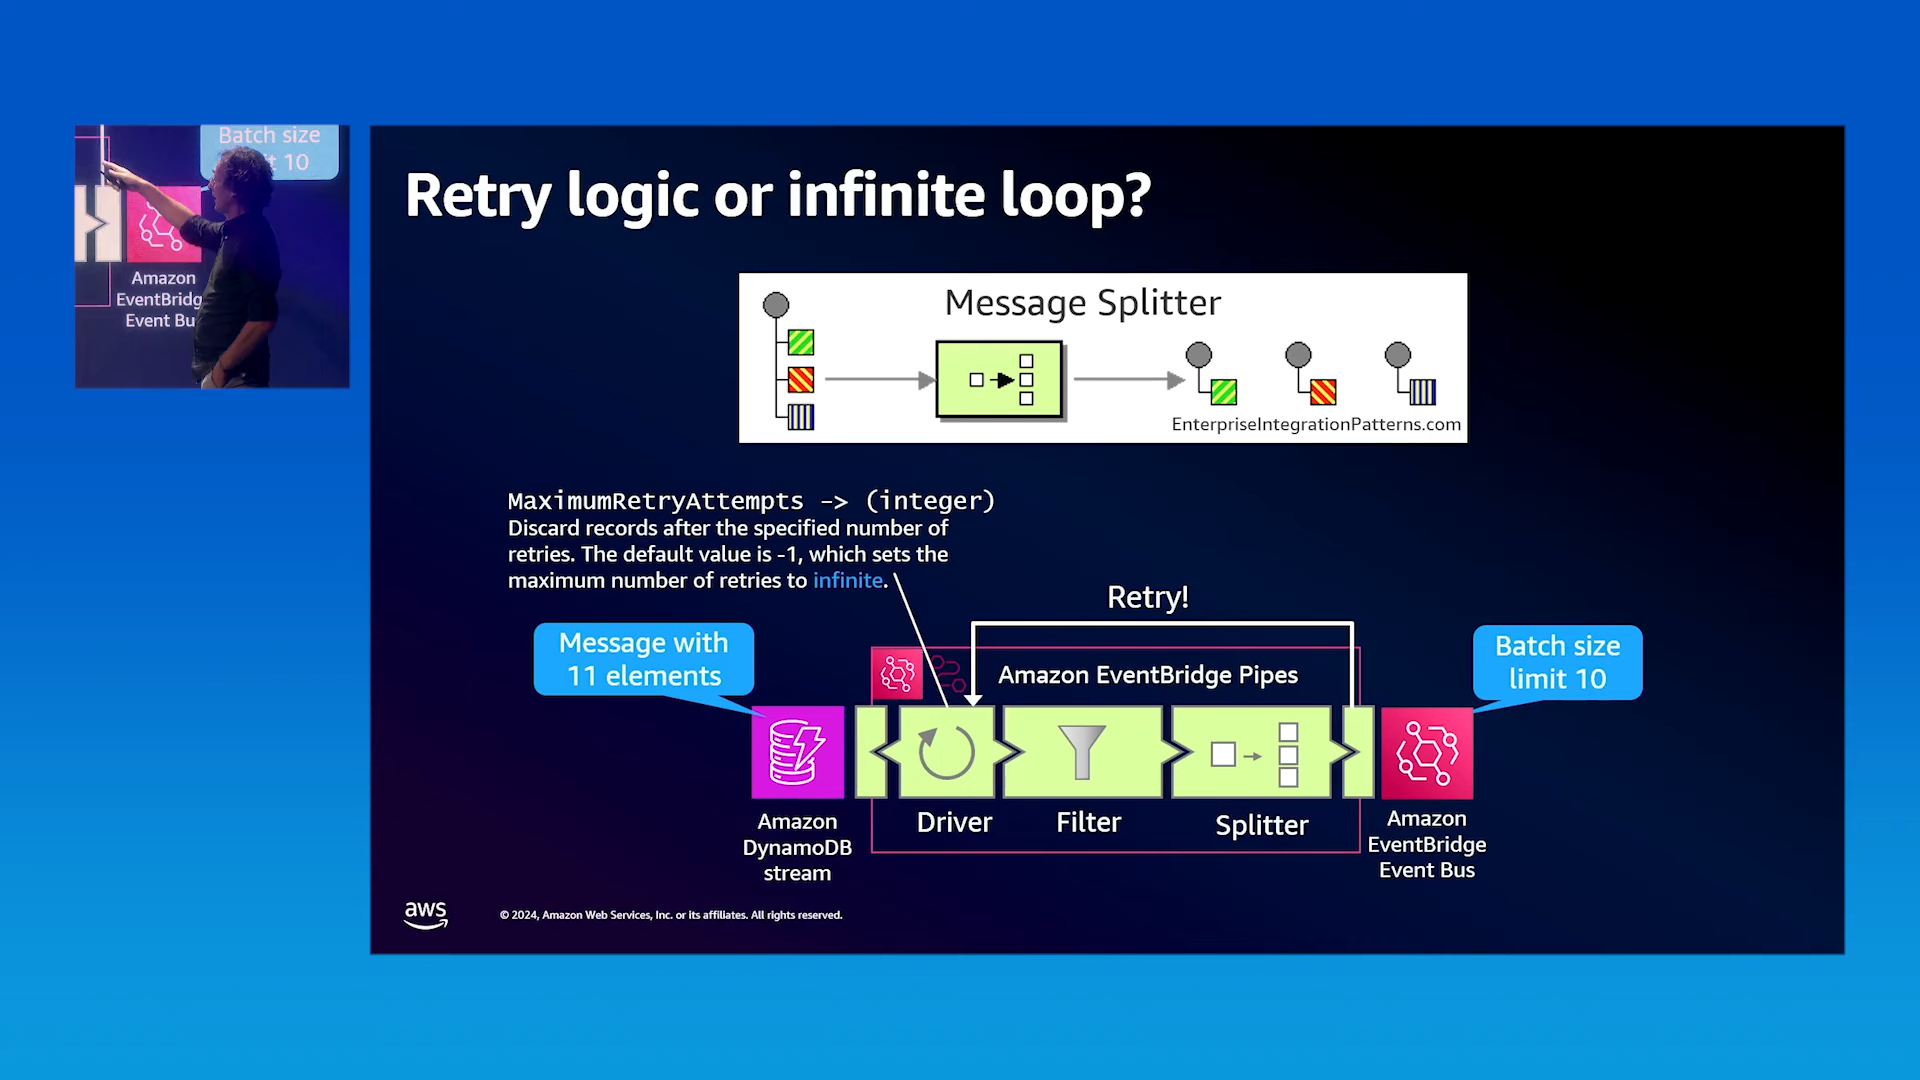 Batch size
t 10
Amazon
EventBridg
Event Bu
Retry logic or infinite loop?
Message Splitter
EnterpriseIntegrationPatterns.com
MaximumRetryAttempts -> (integer)
Discard records after the specified number of
retries. The default value is -1, which sets the
maximum number of retries to infinite.
Retry!
Message with
11 elements
Amazon EventBridge Pipes
Batch size
limit 10
Driver
Filter
Splitter
Amazon
DynamoDB
stream
Amazon
EventBridge
Event Bus
aws
© 2024, Amazon Web Services, Inc. or its affiliates. All rights reserved.